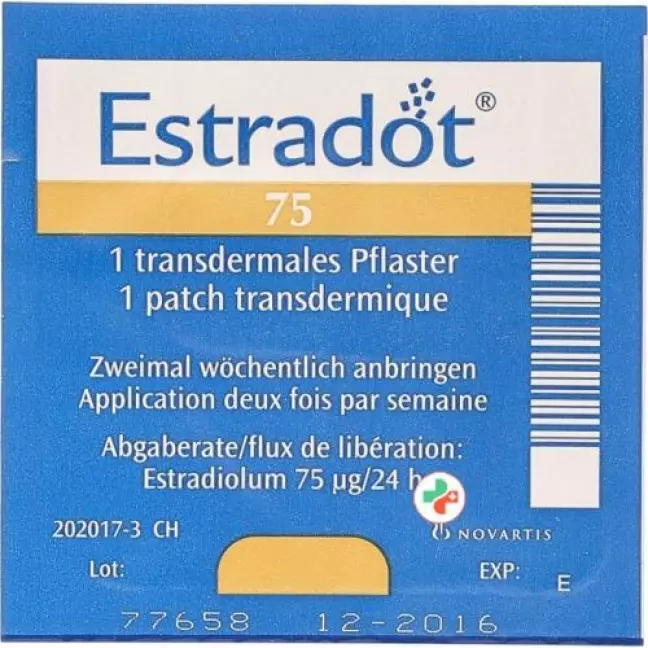 Estradot®
75
1 transdermales Pflaster
1 patch transdermique
Zweimal wöchentlich anbringen
Application deux fois par semaine
Abgaberate/flux de libération:
Estradiolum 75 µg/24 h
202017-3 CH
NOVARTIS
Lot:
EXP:
E
77658
12-2016